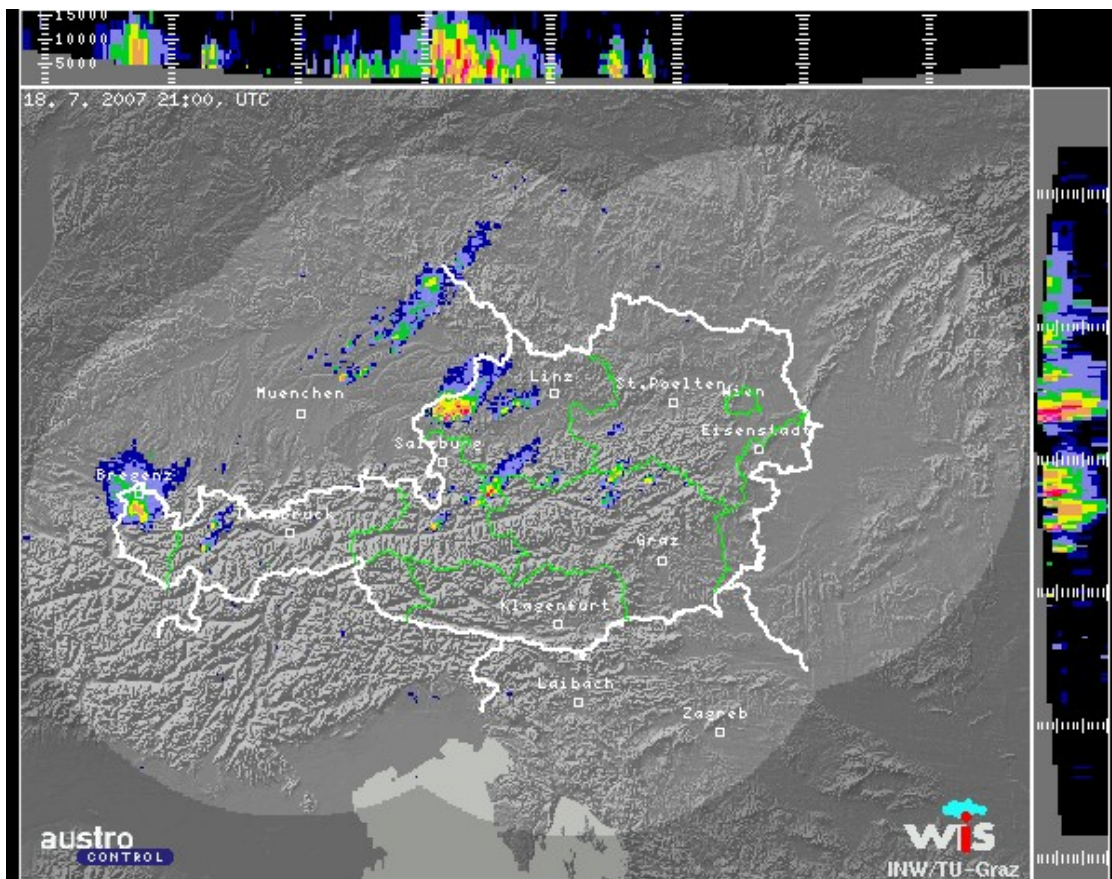 15000
10000
5000
18. 7. 2007 21:00, UTC
Linz
St.Poelten
Wien
Muenchen
Eisenstadt
Salzburg
Bregenz
Innsbruck
Graz
Klagenfurt
Laibach
Zagreb
austro
CONTROL
WIS
INW/TU-Graz